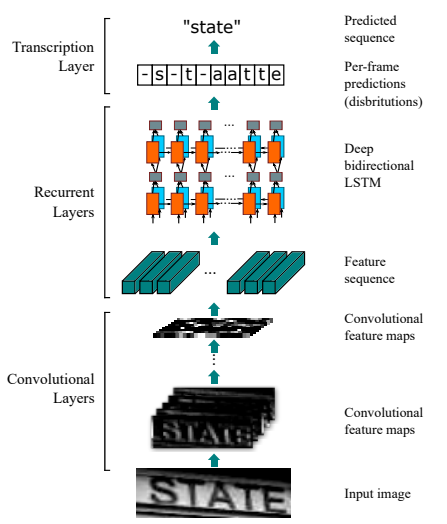 "state"
Predicted
sequence
Transcription
Layer
-s-t-aatte
Per-frame
predictions
(disbritutions)
Recurrent
Layers
...
...
Deep
bidirectional
LSTM
...
Feature
sequence
Convolutional
Layers
Convolutional
feature maps
...
STATE
Convolutional
feature maps
STATE
Input image